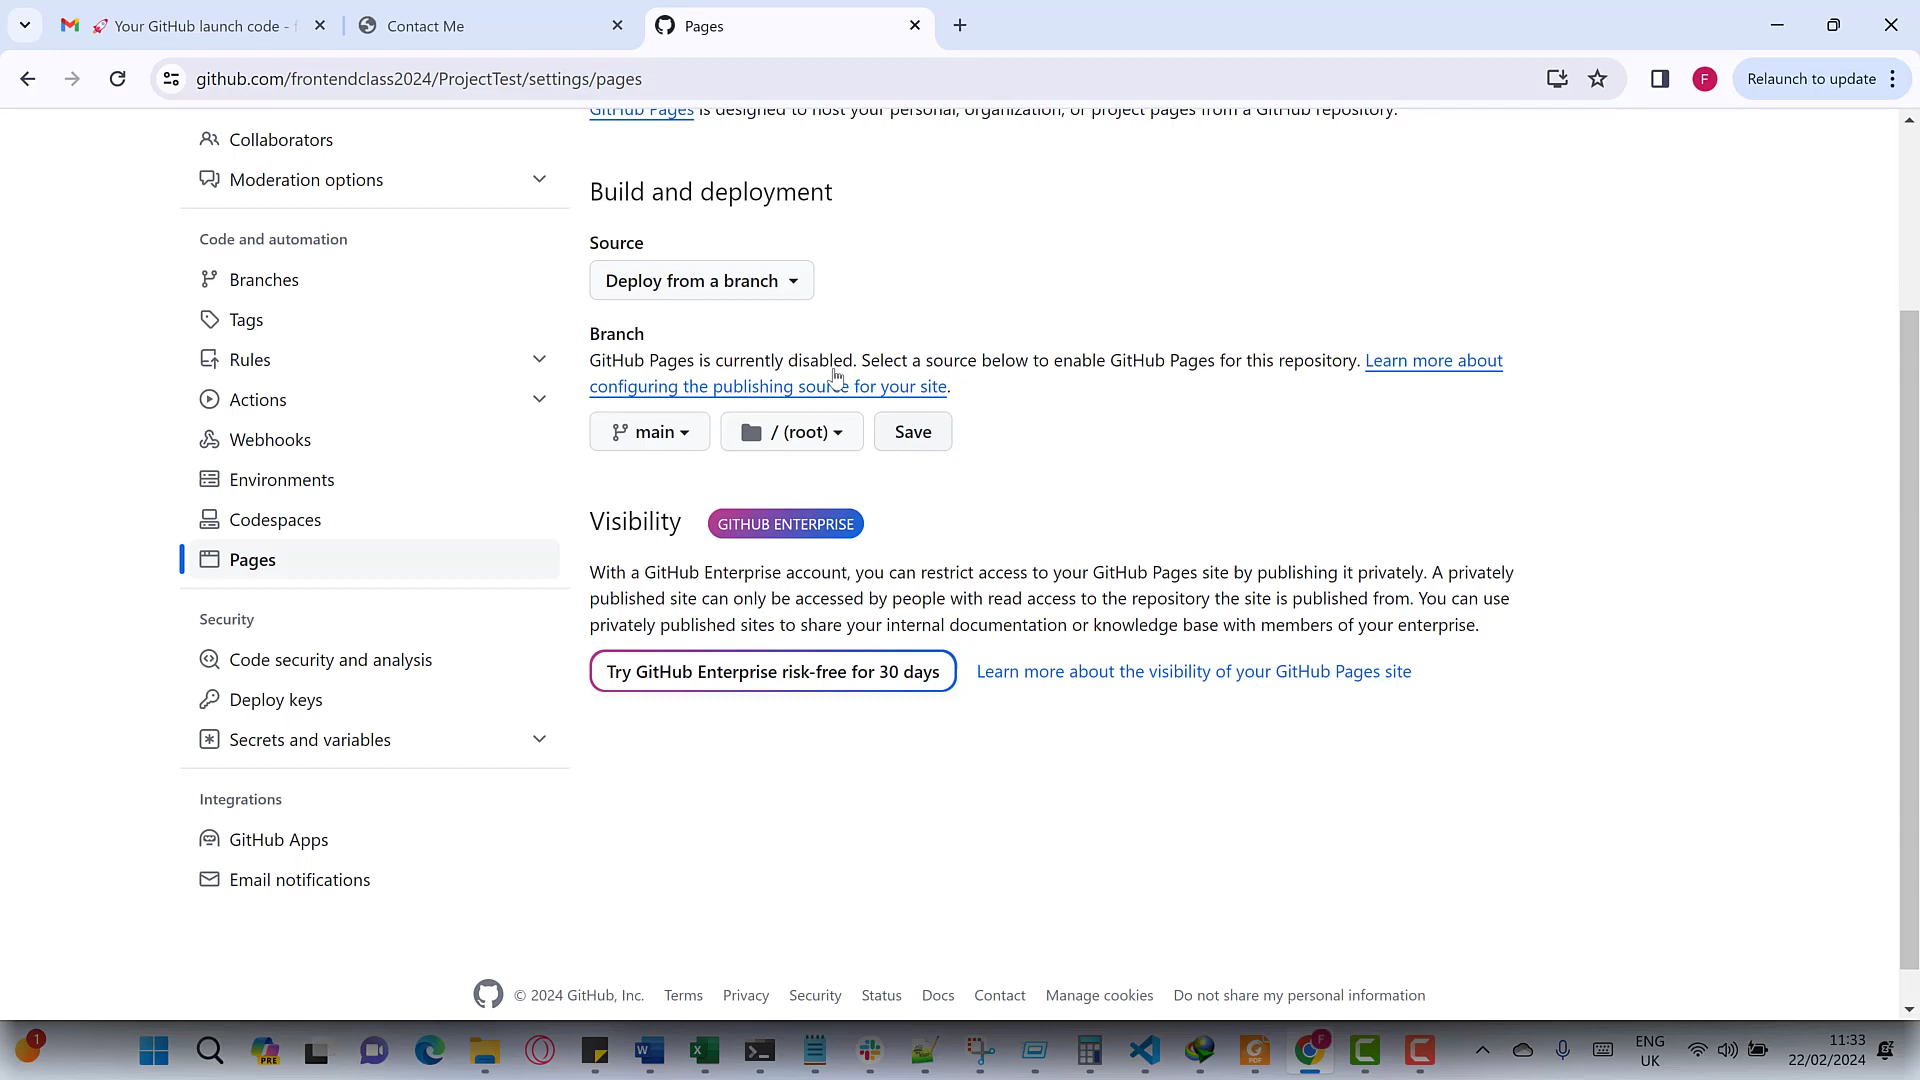 🚀 Your GitHub launch code -
Contact Me
Pages
github.com/frontendclass2024/ProjectTest/settings/pages
F
Relaunch to update
GitHub Pages is designed to host your personal, organization, or project pages from a GitHub repository.
Collaborators
Moderation options
Code and automation
Branches
Tags
Rules
Actions
Webhooks
Environments
Codespaces
Pages
Security
Code security and analysis
Deploy keys
Secrets and variables
Integrations
GitHub Apps
Email notifications
Build and deployment
Source
Deploy from a branch
Branch
GitHub Pages is currently disabled. Select a source below to enable GitHub Pages for this repository. Learn more about
configuring the publishing source for your site.
main
/ (root)
Save
Visibility
GITHUB ENTERPRISE
With a GitHub Enterprise account, you can restrict access to your GitHub Pages site by publishing it privately. A privately
published site can only be accessed by people with read access to the repository the site is published from. You can use
privately published sites to share your internal documentation or knowledge base with members of your enterprise.
Try GitHub Enterprise risk-free for 30 days
Learn more about the visibility of your GitHub Pages site
© 2024 GitHub, Inc.
Terms
Privacy
Security
Status
Docs
Contact
Manage cookies
Do not share my personal information
1
PRE
F
ENG
UK
11:33
22/02/2024